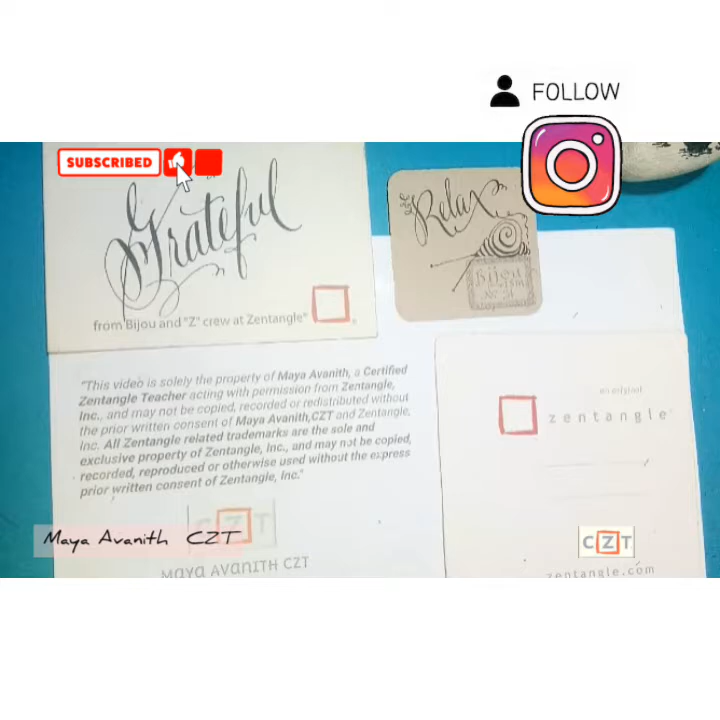 FOLLOW
SUBSCRIBED
Grateful
from Bijou and "Z" crew at Zentangle®
Relax
Bijou
"This video is solely the property of Maya Avanith, a Certified
Zentangle Teacher acting with permission from Zentangle,
Inc., and may not be copied, recorded or redistributed without
the prior written consent of Maya Avanith,CZT and Zentangle,
Inc. All Zentangle related trademarks are the sole and
exclusive property of Zentangle, Inc., and may not be copied,
recorded, reproduced or otherwise used without the express
prior written consent of Zentangle, Inc."
CZT
Maya Avanith CZT
MAYA AVANITH CZT
zentangle®
CZT
zentangle.com